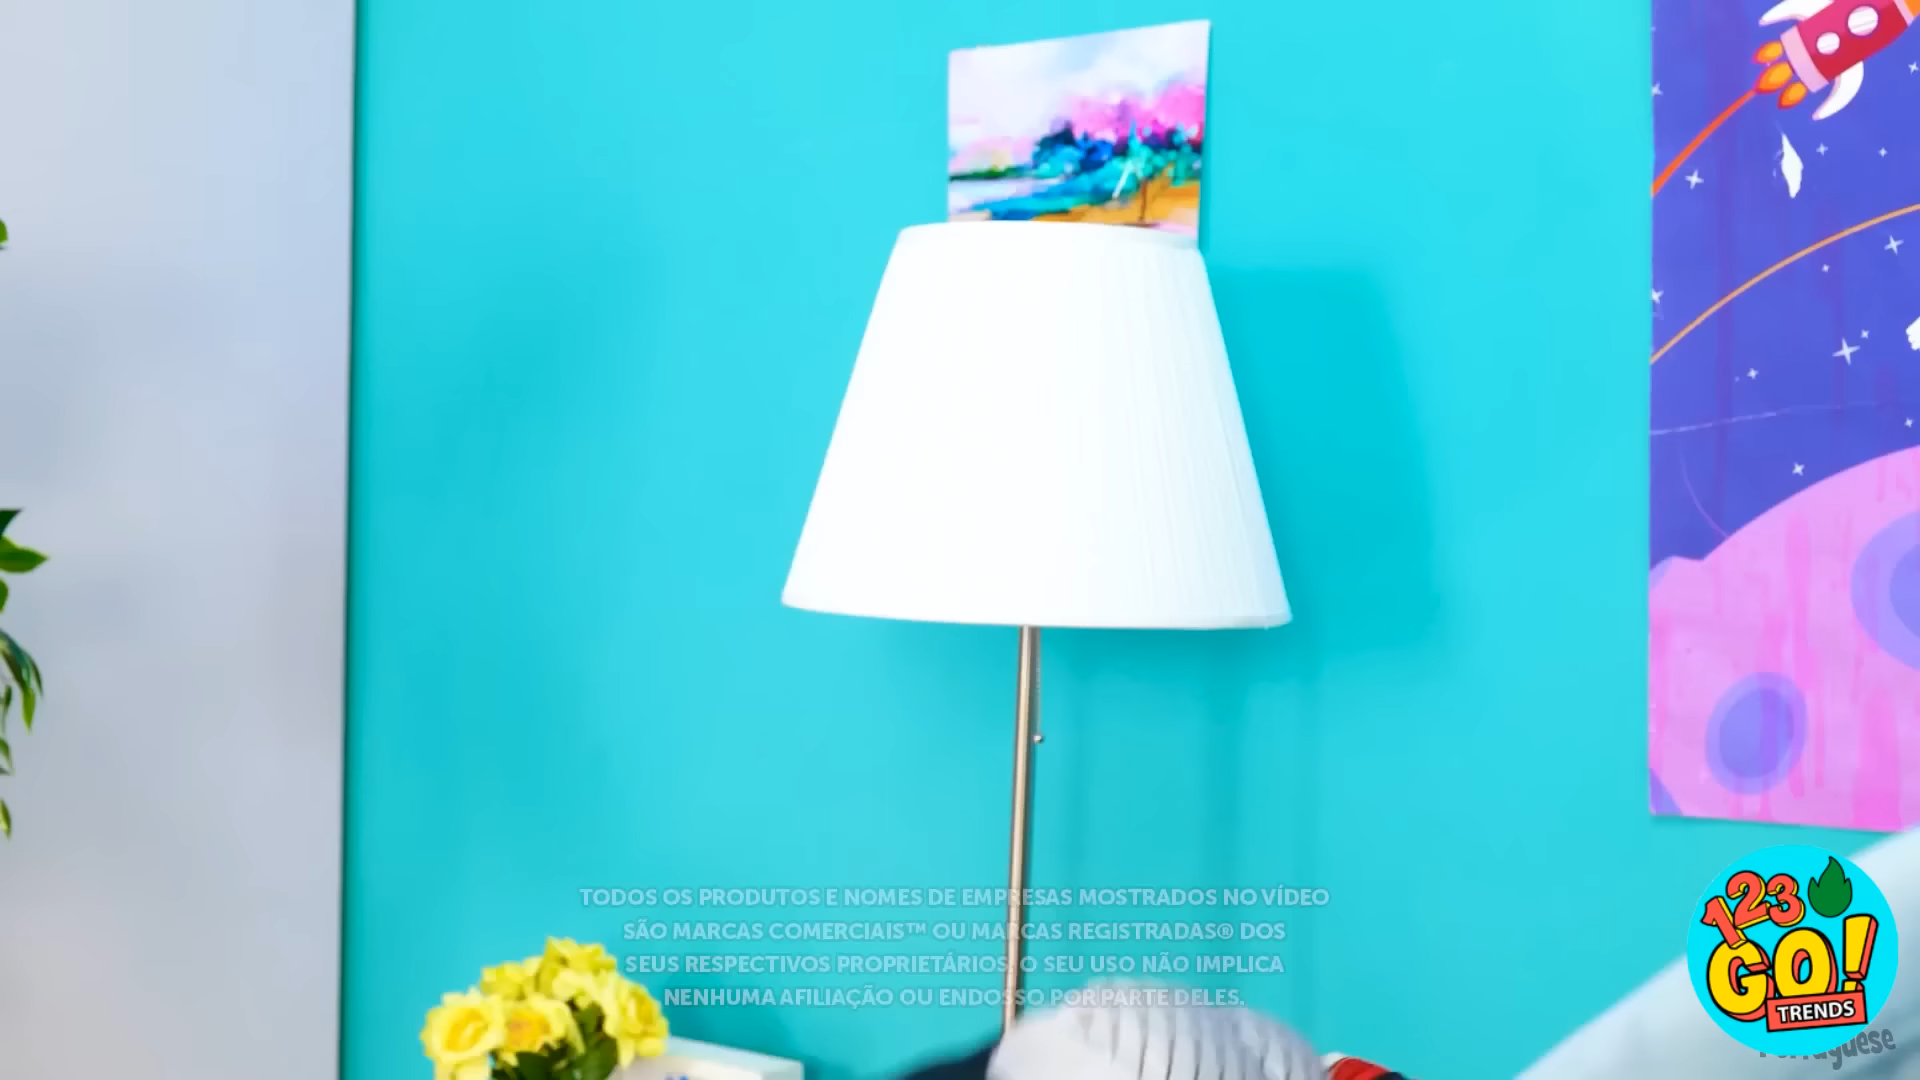 TODOS OS PRODUTOS E NOMES DE EMPRESAS MOSTRADOS NO VÍDEO
SÃO MARCAS COMERCIAIS™ OU MARCAS REGISTRADAS® DOS
SEUS RESPECTIVOS PROPRIETÁRIOS. O SEU USO NÃO IMPLICA
NENHUMA AFILIAÇÃO OU ENDOSSO POR PARTE DELES.
123
GO!
TRENDS
Portuguese